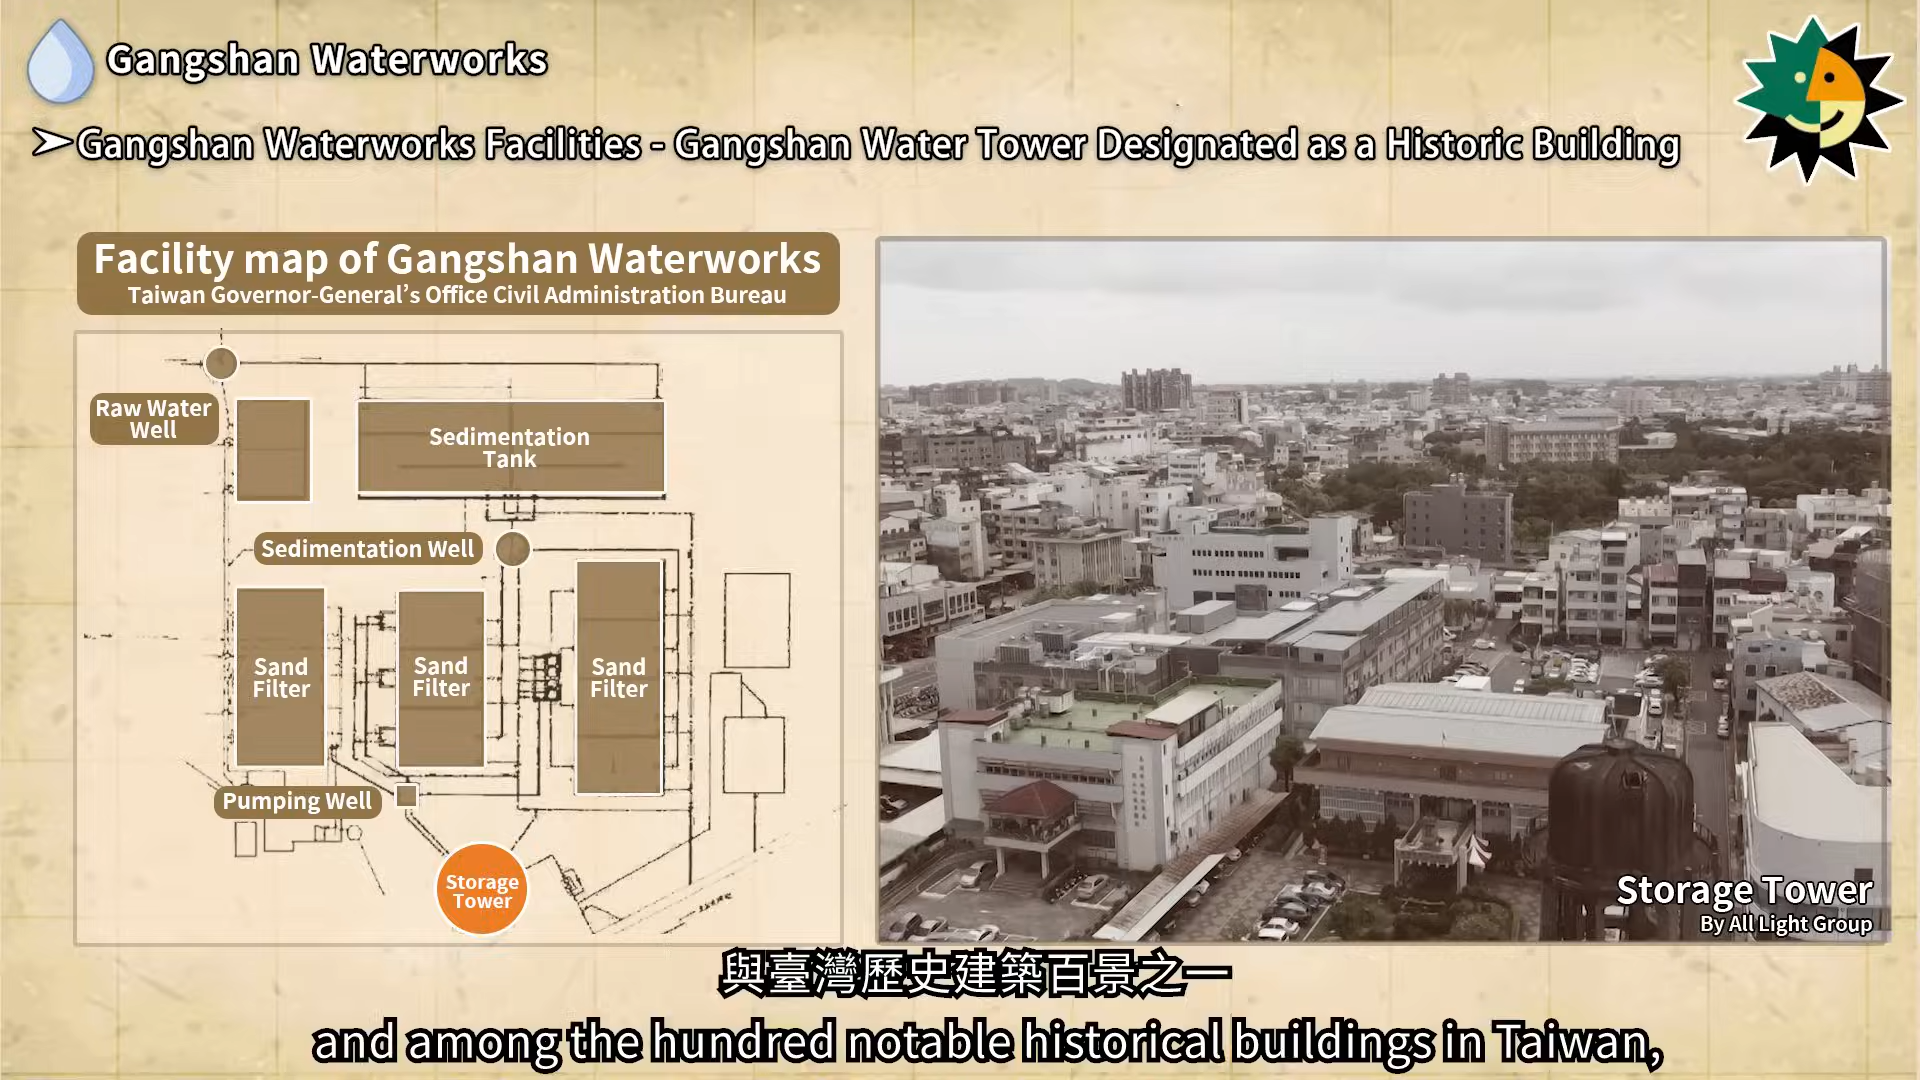 Gangshan Waterworks
Gangshan Waterworks Facilities - Gangshan Water Tower Designated as a Historic Building
Facility map of Gangshan Waterworks
Taiwan Governor-General's Office Civil Administration Bureau
Raw Water
Well
Sedimentation
Tank
Sedimentation Well
Sand
Filter
Sand
Filter
Sand
Filter
Pumping Well
Storage
Tower
Storage Tower
By All Light Group
與臺灣歷史建築百景之一
and among the hundred notable historical buildings in Taiwan,